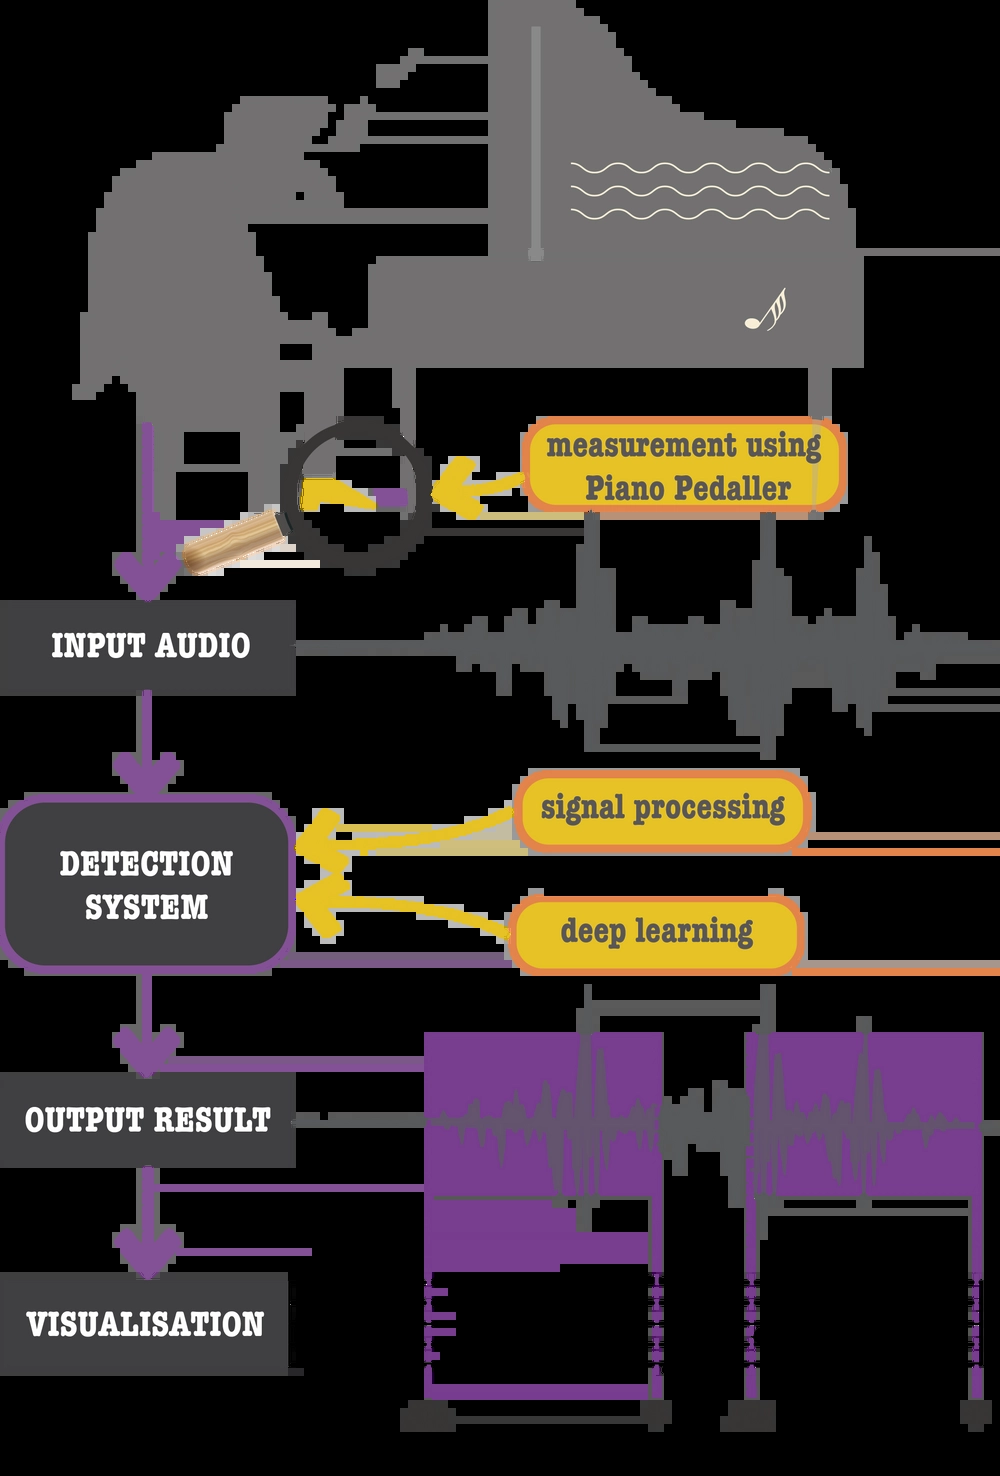 measurement using
Piano Pedaller
INPUT AUDIO
signal processing
DETECTION
SYSTEM
deep learning
OUTPUT RESULT
VISUALISATION